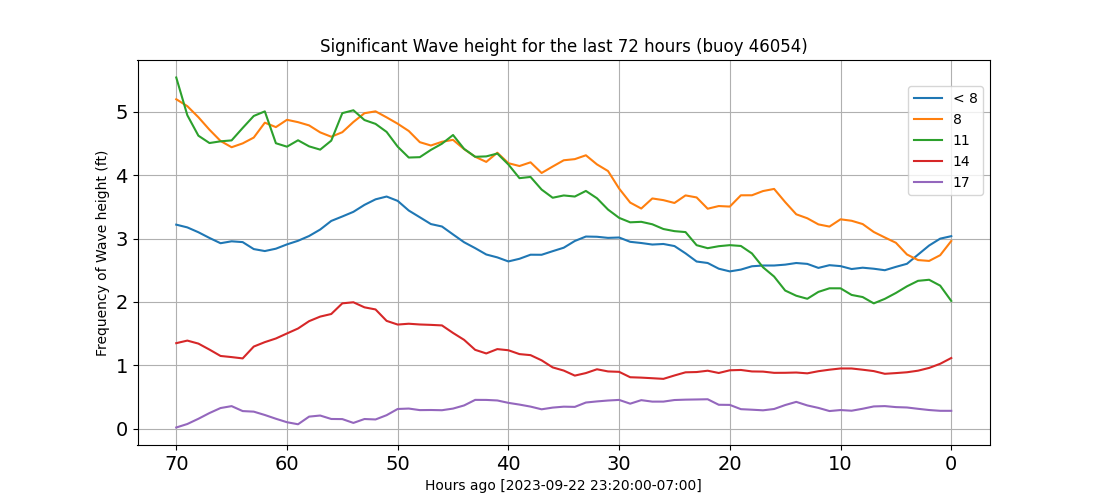 Significant Wave height for the last 72 hours (buoy 46054)
Frequency of Wave height (ft)
5
4
3
2
1
0
< 8
8
11
14
17
70 60 50 40 30 20 10 0
Hours ago [2023-09-22 23:20:00-07:00]